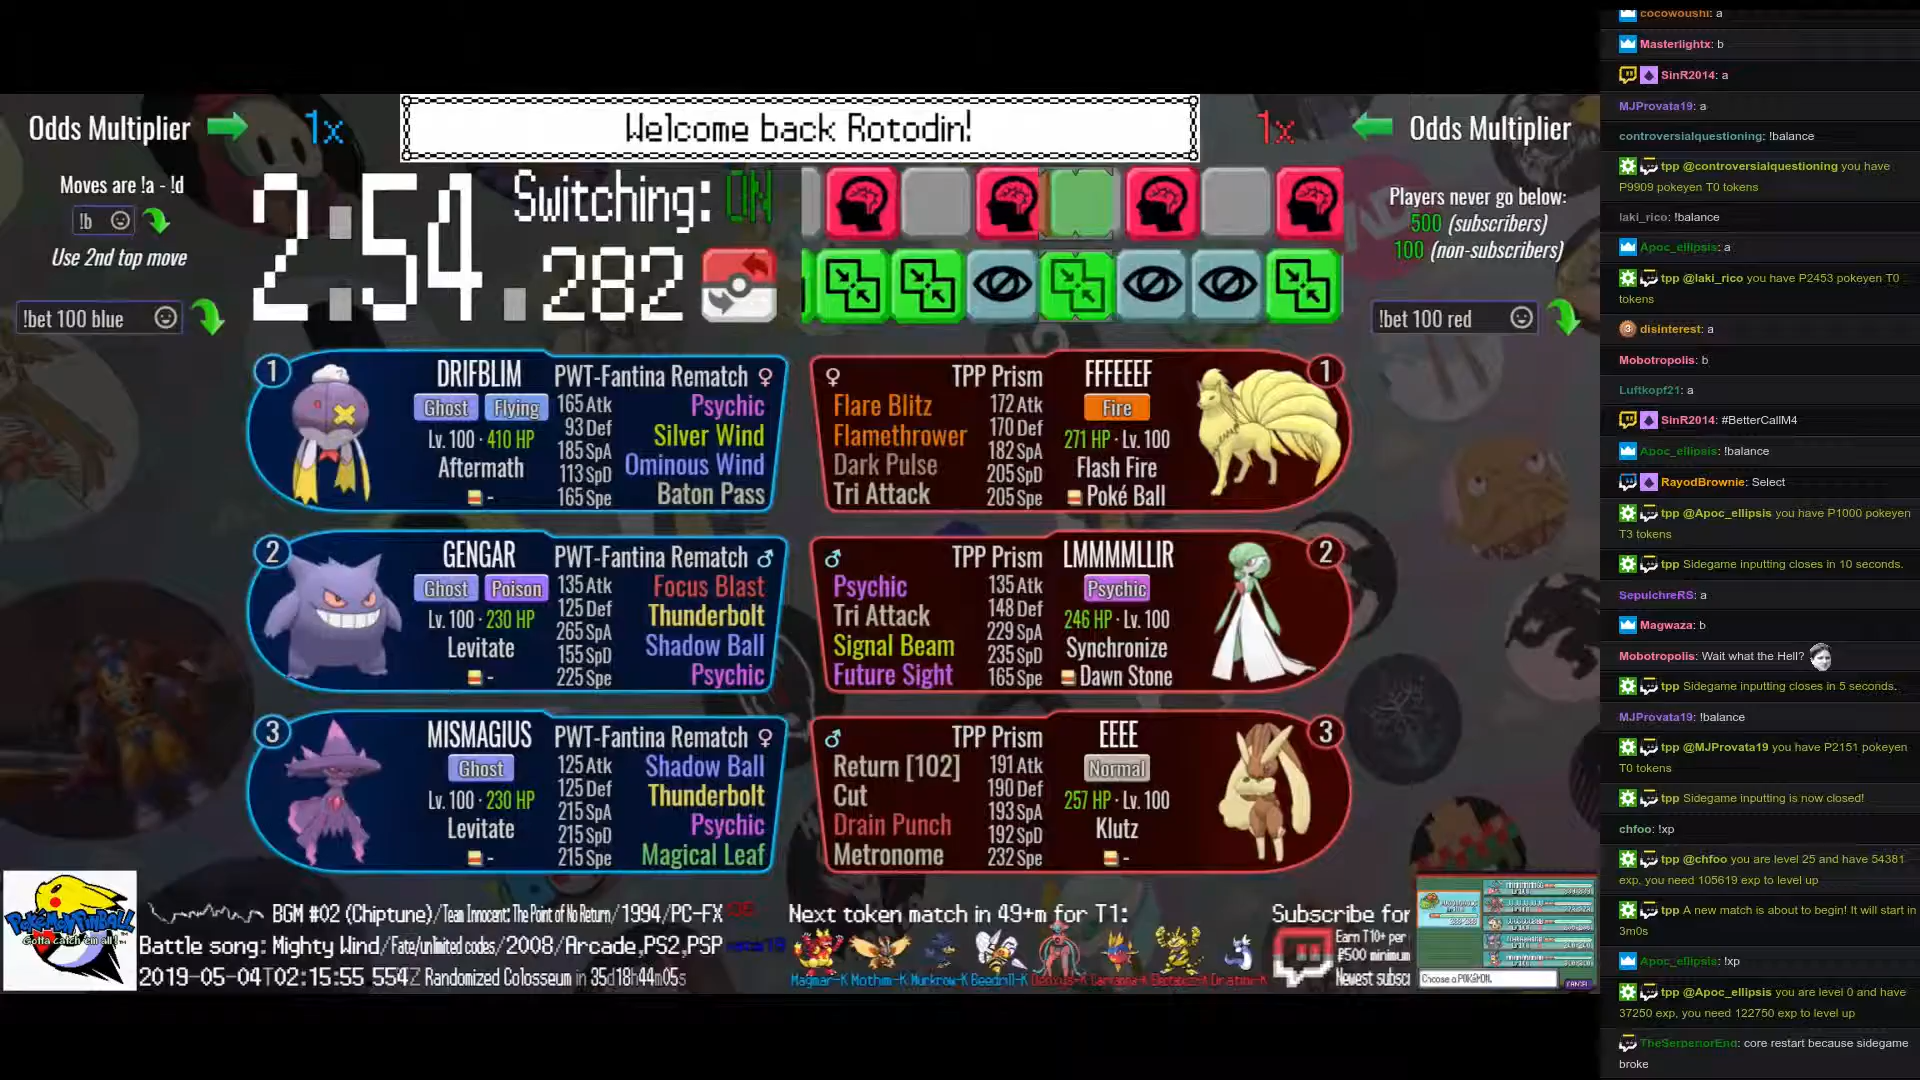 Odds Multiplier
1x
Welcome back Rotodin!
1x
Odds Multiplier
Moves are !a - !d
!b
Use 2nd top move
!bet 100 blue
2:54.282
Switching: ON
Players never go below:
500 (subscribers)
100 (non-subscribers)
!bet 100 red
1
DRIFBLIM
PWT-Fantina Rematch ♀
Ghost Flying
165 Atk
Psychic
93 Def
Silver Wind
Lv. 100 · 410 HP
185 SpA
Ominous Wind
Aftermath
113 SpD
Baton Pass
-
165 Spe
♀ TPP Prism
FFFEEEF
1
Flare Blitz
172 Atk
Fire
Flamethrower
170 Def
271 HP · Lv. 100
Dark Pulse
182 SpA
Flash Fire
Tri Attack
205 SpD
Poké Ball
205 Spe
2
GENGAR
PWT-Fantina Rematch ♂
Ghost Poison
135 Atk
Focus Blast
125 Def
Thunderbolt
Lv. 100 · 230 HP
265 SpA
Shadow Ball
Levitate
155 SpD
Psychic
-
225 Spe
♂ TPP Prism
LMMMMLLIR
2
Psychic
135 Atk
Psychic
Tri Attack
148 Def
246 HP · Lv. 100
Signal Beam
229 SpA
Synchronize
Future Sight
235 SpD
Dawn Stone
165 Spe
3
MISMAGIUS
PWT-Fantina Rematch ♀
Ghost
125 Atk
Shadow Ball
125 Def
Thunderbolt
Lv. 100 · 230 HP
215 SpA
Psychic
Levitate
215 SpD
Magical Leaf
-
215 Spe
♂ TPP Prism
EEEE
3
Return [102]
191 Atk
Normal
Cut
190 Def
257 HP · Lv. 100
Drain Punch
193 SpA
Klutz
Metronome
192 SpD
-
232 Spe
PokéMon PinBall
Gotta catch 'em all!
BGM #02 (Chiptune)/Team Innocent: The Point of No Return/1994/PC-FX
Battle song: Mighty Wind/Fate/unlimited codes/2008/Arcade,PS2,PSP
2019-05-04T02:15:55.554Z Randomized Colosseum in 35d18h44m05s
Next token match in 49+m for T1:
Magmar-K Mothim-K Murkrow-K Beedrill-K Deoxys-K Carvanha-K Electabuzz-K Dratini-K
Subscribe for
Earn T10+ per
500 minimum
Newest subsc
Choose a POKéMON.
CANCEL
cocowoushi: a
Masterlightx: b
SinR2014: a
MJProvata19: a
controversialquestioning: !balance
tpp @controversialquestioning you have
P9909 pokeyen T0 tokens
laki_rico: !balance
Apoc_ellipsis: a
tpp @laki_rico you have P2453 pokeyen T0
tokens
disinterest: a
Mobotropolis: b
Luftkopf21: a
SinR2014: #BetterCallM4
Apoc_ellipsis: !balance
RayodBrownie: Select
tpp @Apoc_ellipsis you have P1000 pokeyen
T3 tokens
tpp Sidegame inputting closes in 10 seconds.
SepulchreRS: a
Magwaza: b
Mobotropolis: Wait what the Hell?
tpp Sidegame inputting closes in 5 seconds.
MJProvata19: !balance
tpp @MJProvata19 you have P2151 pokeyen
T0 tokens
tpp Sidegame inputting is now closed!
chfoo: !xp
tpp @chfoo you are level 25 and have 54381
exp, you need 105619 exp to level up
tpp A new match is about to begin! It will start in
3m0s
Apoc_ellipsis: !xp
tpp @Apoc_ellipsis you are level 0 and have
37250 exp, you need 122750 exp to level up
TheSerperiorEnd: core restart because sidegame
broke